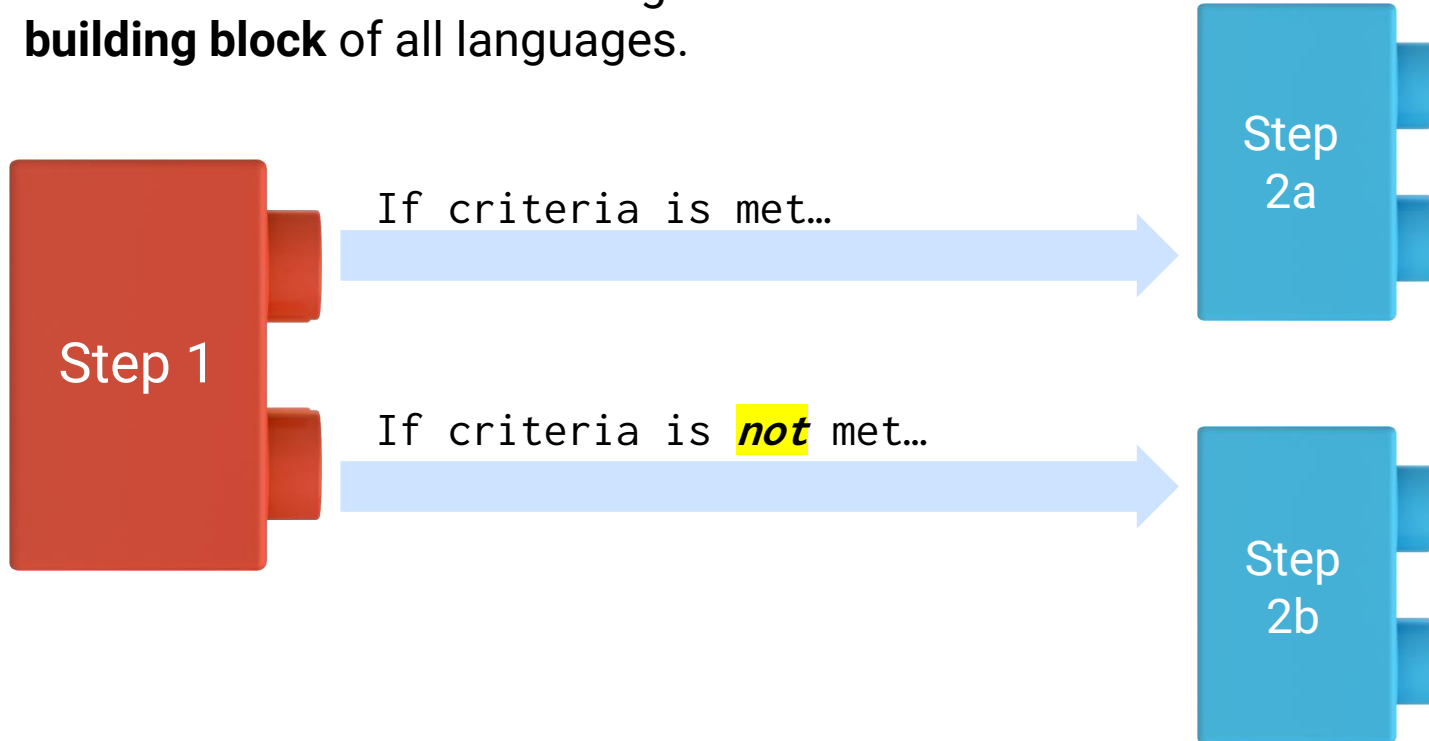 building block of all languages.
Step
2a
If criteria is met…
Step 1
If criteria is not met…
Step
2b